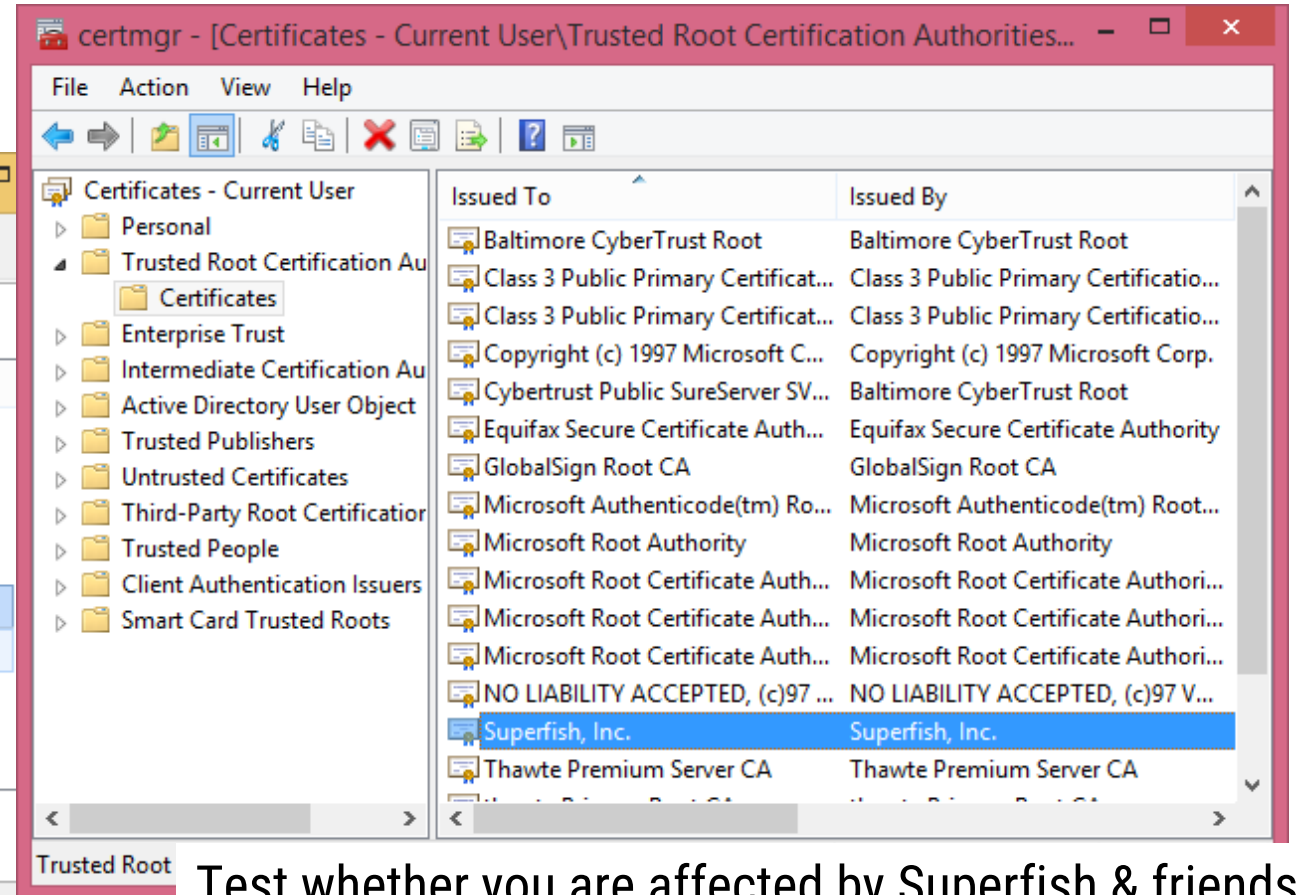 certmgr - [Certificates - Current User\Trusted Root Certification Authorities...
File Action View Help
Certificates - Current User
Personal
Trusted Root Certification Au
Certificates
Enterprise Trust
Intermediate Certification Au
Active Directory User Object
Trusted Publishers
Untrusted Certificates
Third-Party Root Certification
Trusted People
Client Authentication Issuers
Smart Card Trusted Roots
Issued To Issued By
Baltimore CyberTrust Root Baltimore CyberTrust Root
Class 3 Public Primary Certificat... Class 3 Public Primary Certificatio...
Class 3 Public Primary Certificat... Class 3 Public Primary Certificatio...
Copyright (c) 1997 Microsoft C... Copyright (c) 1997 Microsoft Corp.
Cybertrust Public SureServer SV... Baltimore CyberTrust Root
Equifax Secure Certificate Auth... Equifax Secure Certificate Authority
GlobalSign Root CA GlobalSign Root CA
Microsoft Authenticode(tm) Ro... Microsoft Authenticode(tm) Root...
Microsoft Root Authority Microsoft Root Authority
Microsoft Root Certificate Auth... Microsoft Root Certificate Authori...
Microsoft Root Certificate Auth... Microsoft Root Certificate Authori...
Microsoft Root Certificate Auth... Microsoft Root Certificate Authori...
NO LIABILITY ACCEPTED, (c)97 ... NO LIABILITY ACCEPTED, (c)97 V...
Superfish, Inc. Superfish, Inc.
Thawte Premium Server CA Thawte Premium Server CA
Trusted Root
Test whether you are affected by Superfish & friends